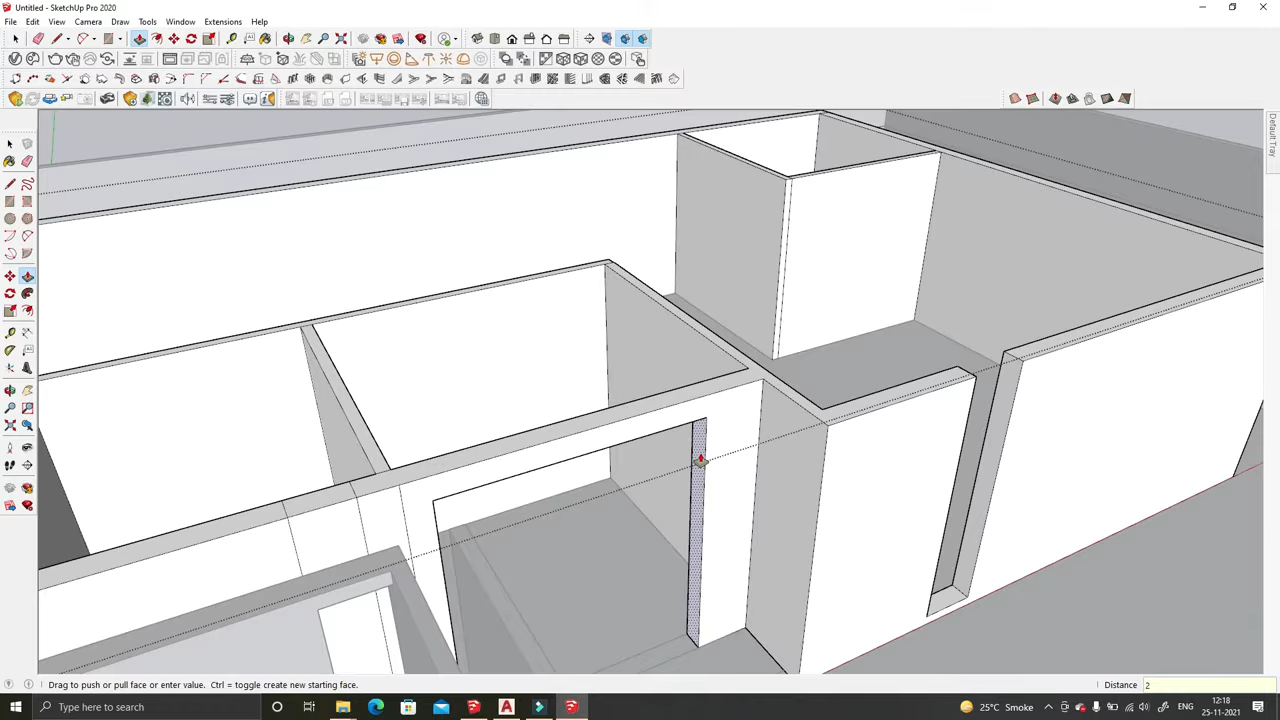 Untitled - SketchUp Pro 2020
File Edit View Camera Draw Tools Window Extensions Help
Default Tray
Drag to push or pull face or enter value. Ctrl = toggle create new starting face.
Distance 2
Type here to search
25°C Smoke
ENG
12:18
25-11-2021